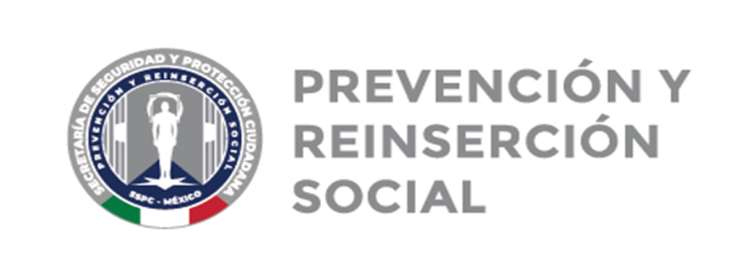 SECRETARÍA DE SEGURIDAD Y PROTECCIÓN CIUDADANA
PREVENCIÓN Y REINSERCIÓN SOCIAL
SSPC - MÉXICO
PREVENCIÓN Y
REINSERCIÓN
SOCIAL